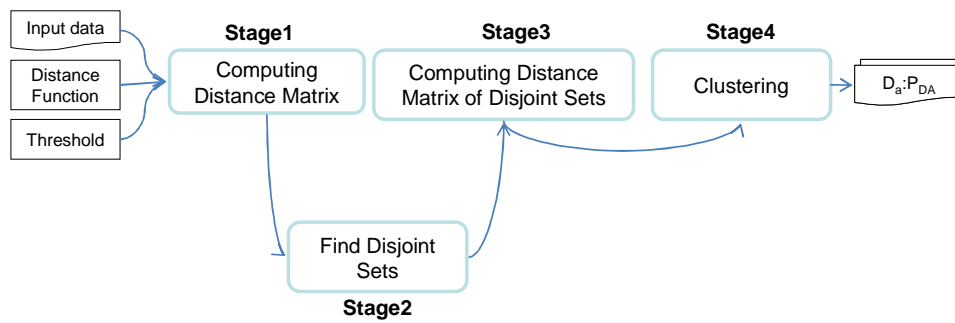 Input data
Distance
Function
Threshold
Stage1
Computing
Distance Matrix
Find Disjoint
Sets
Stage2
Stage3
Computing Distance
Matrix of Disjoint Sets
Stage4
Clustering
Da:PDA